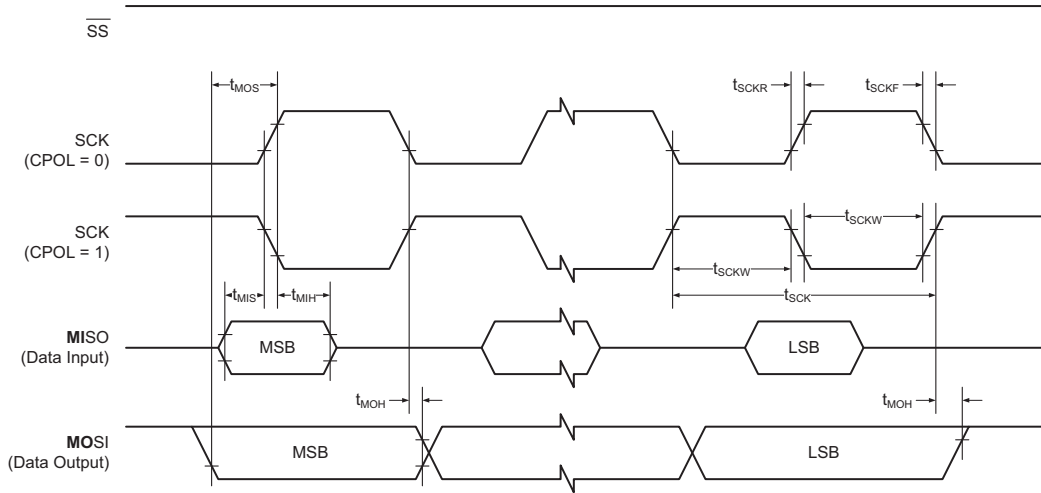 SS
tMOS
tSCKR
tSCKF
SCK
(CPOL = 0)
SCK
(CPOL = 1)
tSCKW
tSCKW
tSCK
tMIS
tMIH
MISO
(Data Input)
MSB
LSB
tMOH
tMOH
MOSI
(Data Output)
MSB
LSB